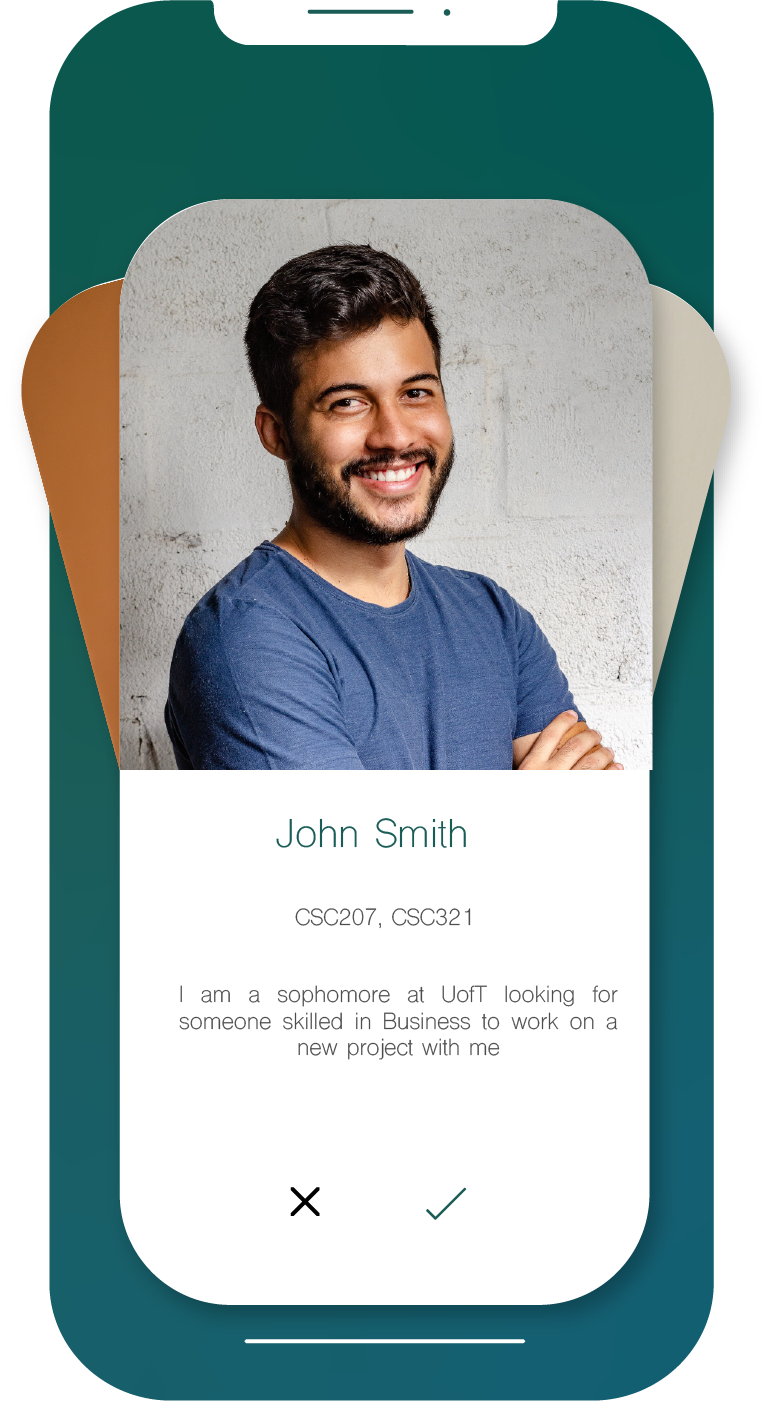 John Smith
CSC207, CSC321
I am a sophomore at UofT looking for
someone skilled in Business to work on a
new project with me